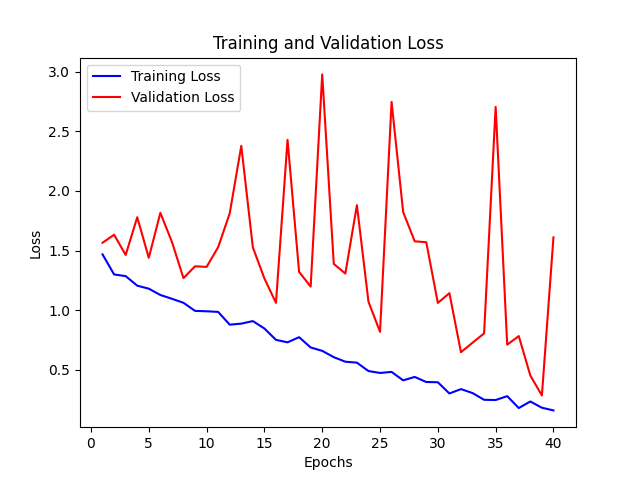 Training and Validation Loss
Training Loss
Validation Loss
3.0
2.5
2.0
1.5
1.0
0.5
Loss
0 5 10 15 20 25 30 35 40
Epochs